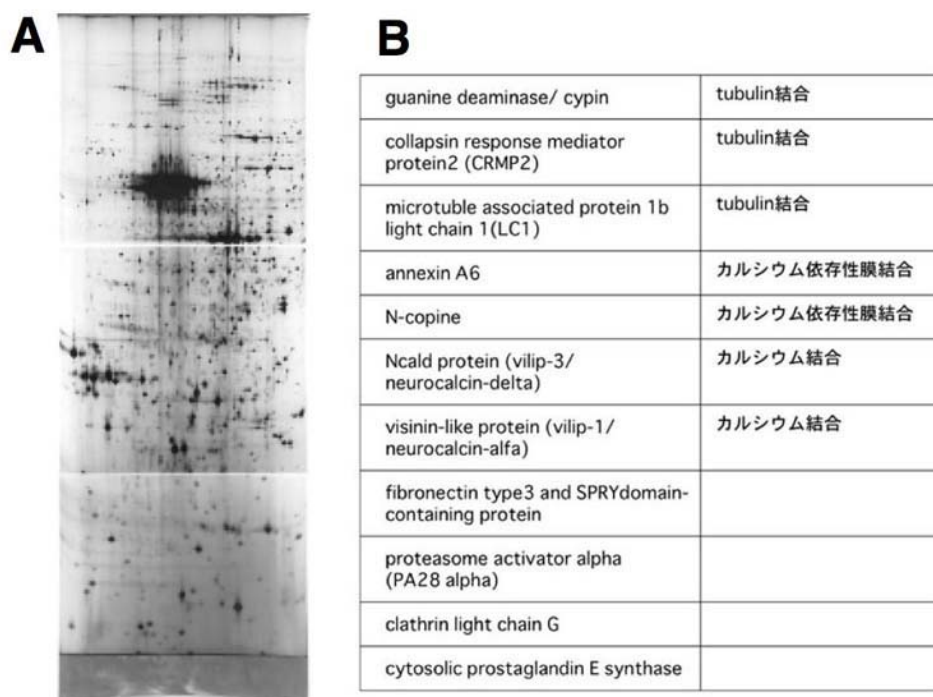 A
B
guanine deaminase/ cypin
tubulin結合
collapsin response mediator
protein2 (CRMP2)
tubulin結合
microtuble associated protein 1b
light chain 1(LC1)
tubulin結合
annexin A6
カルシウム依存性膜結合
N-copine
カルシウム依存性膜結合
Ncald protein (vilip-3/
neurocalcin-delta)
カルシウム結合
visinin-like protein (vilip-1/
neurocalcin-alfa)
カルシウム結合
fibronectin type3 and SPRYdomain-
containing protein
proteasome activator alpha
(PA28 alpha)
clathrin light chain G
cytosolic prostaglandin E synthase